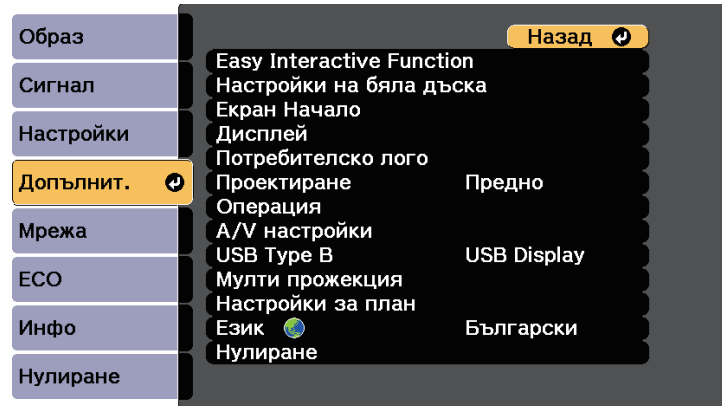 Образ
Сигнал
Настройки
Допълнит.
Мрежа
ECO
Инфо
Нулиране
Назад
Easy Interactive Function
Настройки на бяла дъска
Екран Начало
Дисплей
Потребителско лого
Проектиране Предно
Операция
A/V настройки
USB Type B USB Display
Мулти прожекция
Настройки за план
Език Български
Нулиране